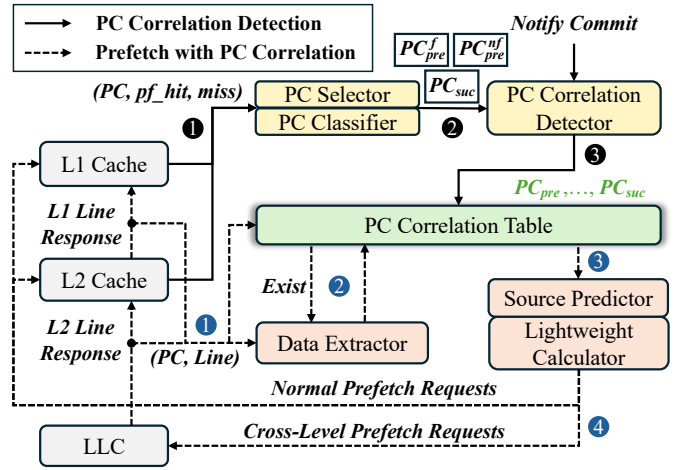 PC Correlation Detection
Prefetch with PC Correlation
Notify Commit
PC^f_pre PC^nf_pre
PC_suc
(PC, pf_hit, miss)
❶
PC Selector
PC Classifier
❷
PC Correlation
Detector
❸
L1 Cache
PC_pre ,…, PC_suc
L1 Line
Response
PC Correlation Table
L2 Cache
Exist
❷
❸
Source Predictor
L2 Line
Response
❶
(PC, Line)
Data Extractor
Lightweight
Calculator
Normal Prefetch Requests
❹
LLC
Cross-Level Prefetch Requests